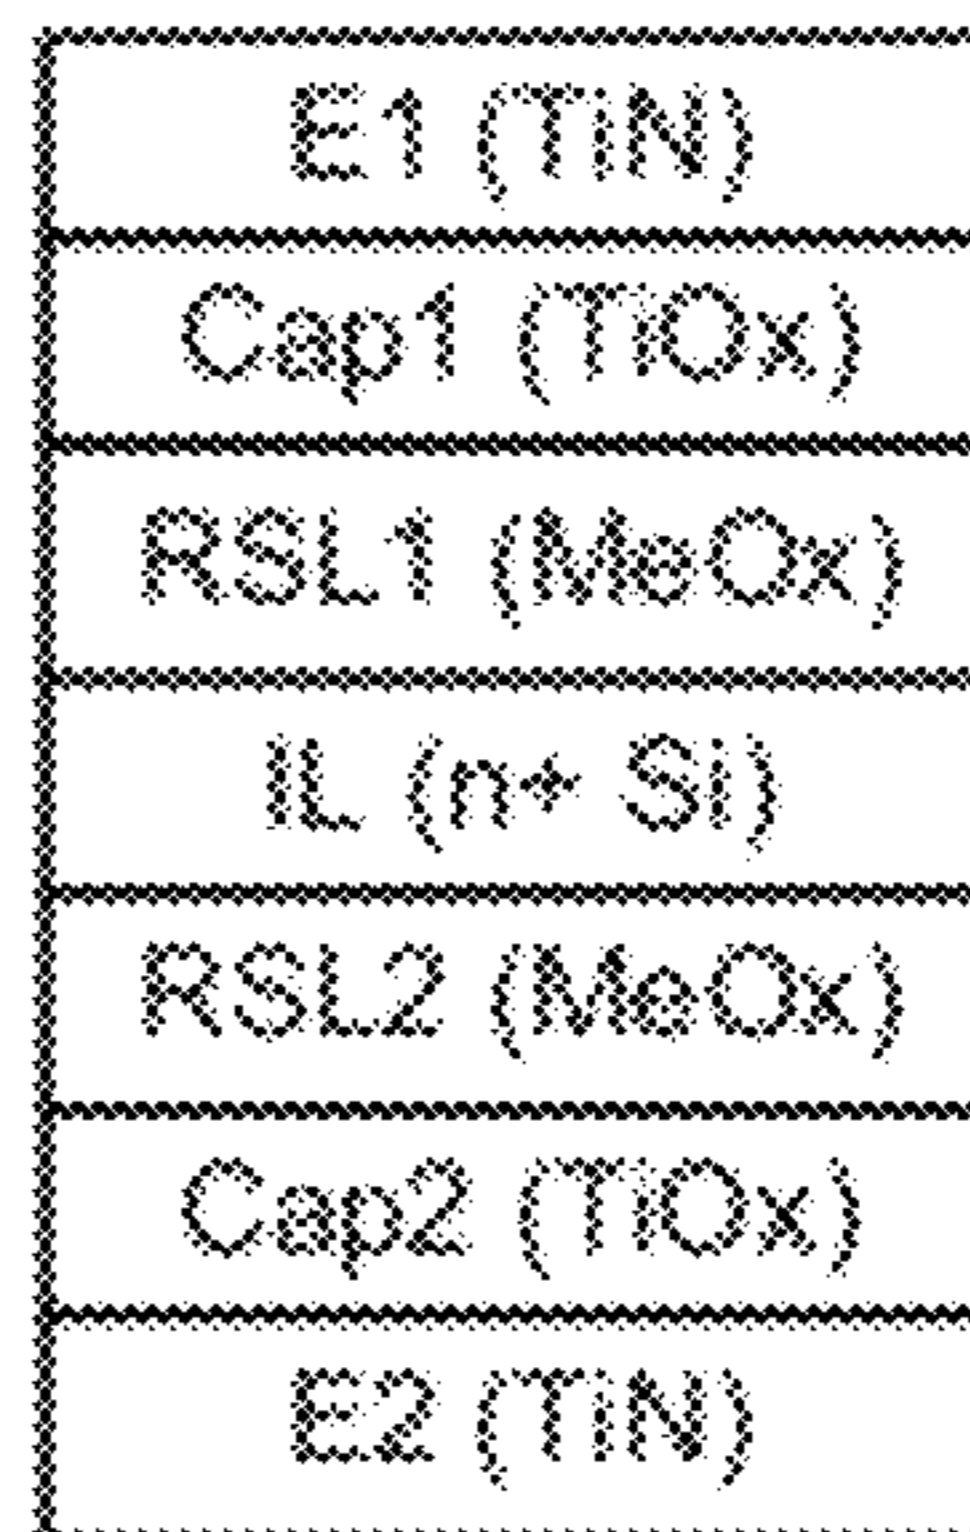 E1 (TiN)
Cap1 (TiOx)
RSL1 (MeOx)
IL (n+ Si)
RSL2 (MeOx)
Cap2 (TiOx)
E2 (TiN)